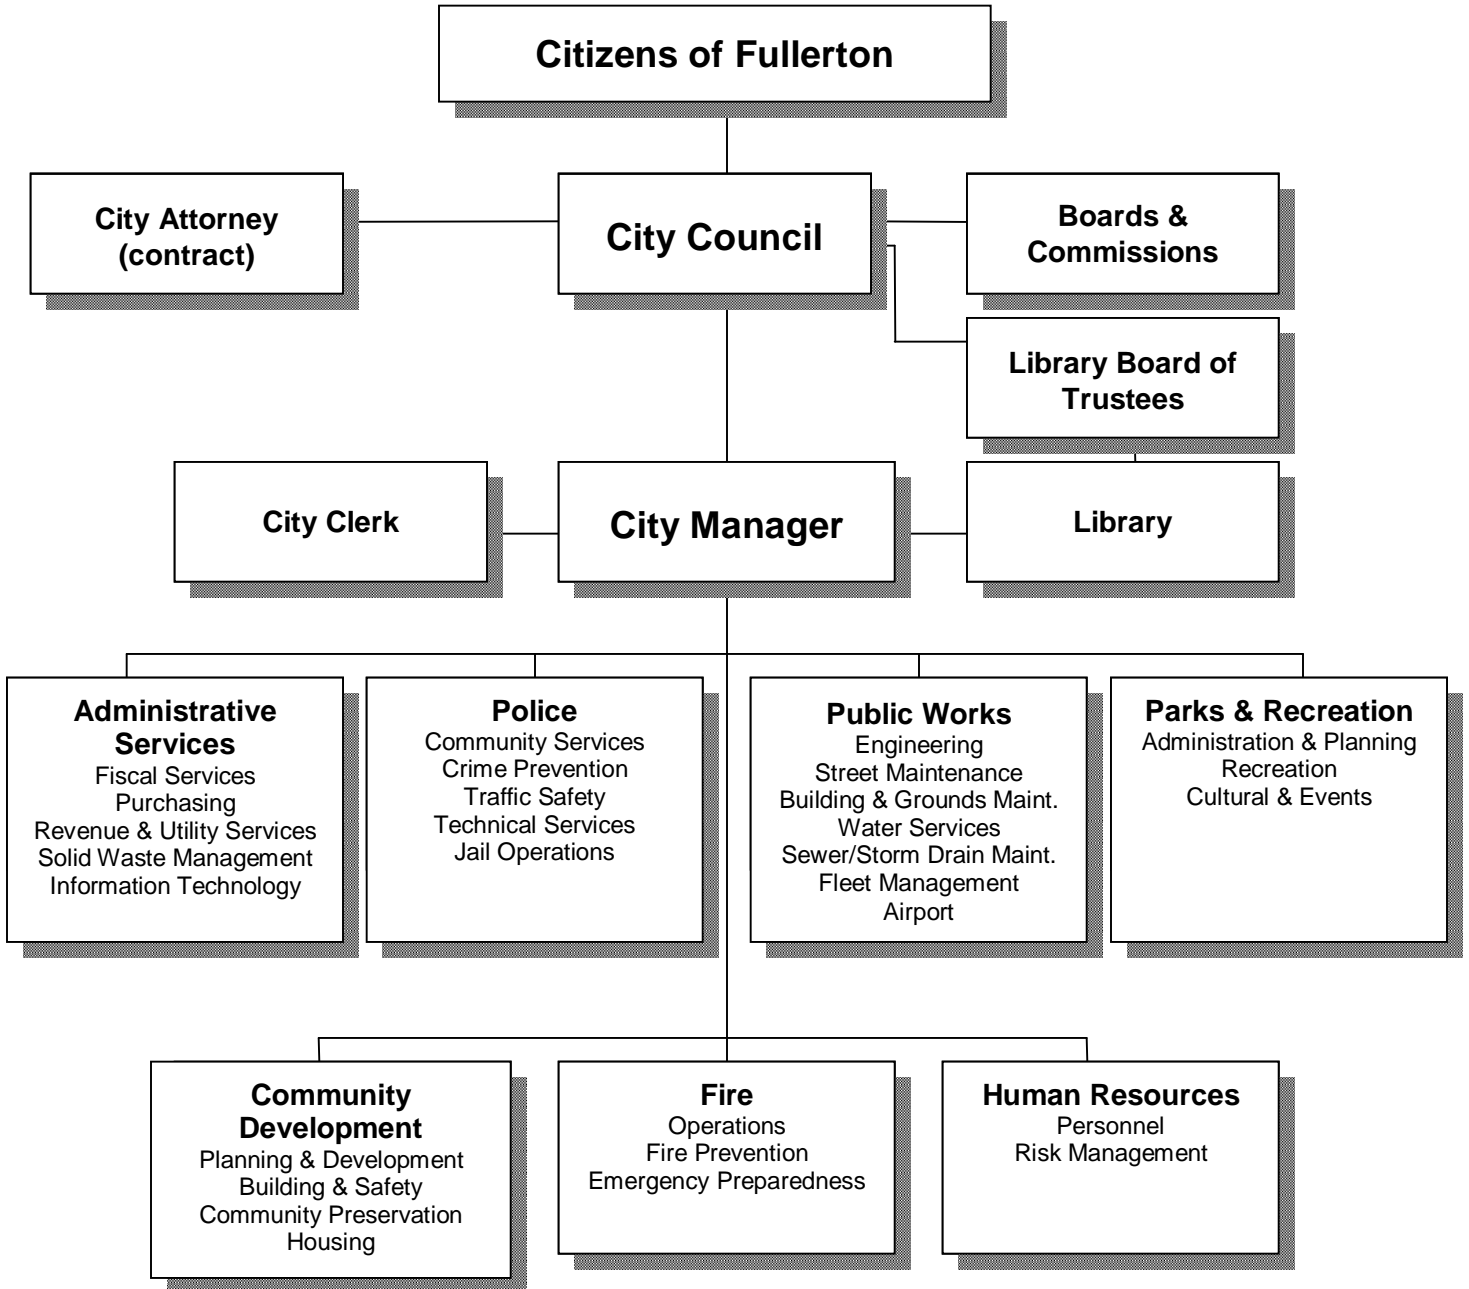 Citizens of Fullerton
City Attorney
(contract)
City Council
Boards &
Commissions
Library Board of
Trustees
City Clerk
City Manager
Library
Administrative
Services
Fiscal Services
Purchasing
Revenue & Utility Services
Solid Waste Management
Information Technology
Police
Community Services
Crime Prevention
Traffic Safety
Technical Services
Jail Operations
Public Works
Engineering
Street Maintenance
Building & Grounds Maint.
Water Services
Sewer/Storm Drain Maint.
Fleet Management
Airport
Parks & Recreation
Administration & Planning
Recreation
Cultural & Events
Community
Development
Planning & Development
Building & Safety
Community Preservation
Housing
Fire
Operations
Fire Prevention
Emergency Preparedness
Human Resources
Personnel
Risk Management